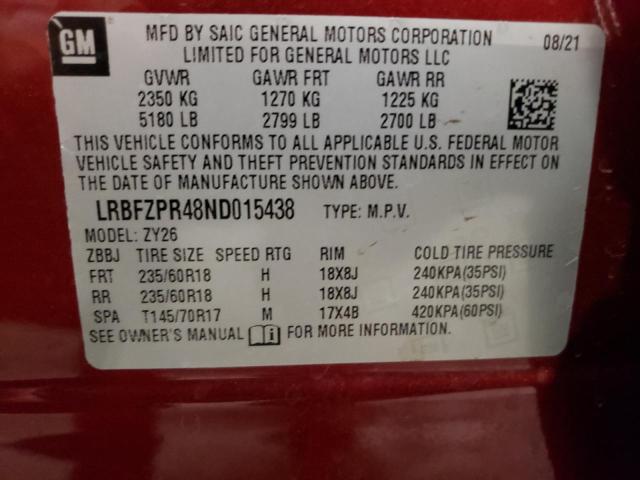 GM
MFD BY SAIC GENERAL MOTORS CORPORATION 08/21
LIMITED FOR GENERAL MOTORS LLC
GVWR GAWR FRT GAWR RR
2350 KG 1270 KG 1225 KG
5180 LB 2799 LB 2700 LB
THIS VEHICLE CONFORMS TO ALL APPLICABLE U.S. FEDERAL MOTOR
VEHICLE SAFETY AND THEFT PREVENTION STANDARDS IN EFFECT ON
THE DATE OF MANUFACTURE SHOWN ABOVE.
LRBFZPR48ND015438 TYPE: M.P.V.
MODEL: ZY26
ZBBJ TIRE SIZE SPEED RTG RIM COLD TIRE PRESSURE
FRT 235/60R18 H 18X8J 240KPA(35PSI)
RR 235/60R18 H 18X8J 240KPA(35PSI)
SPA T145/70R17 M 17X4B 420KPA(60PSI)
SEE OWNER'S MANUAL FOR MORE INFORMATION.